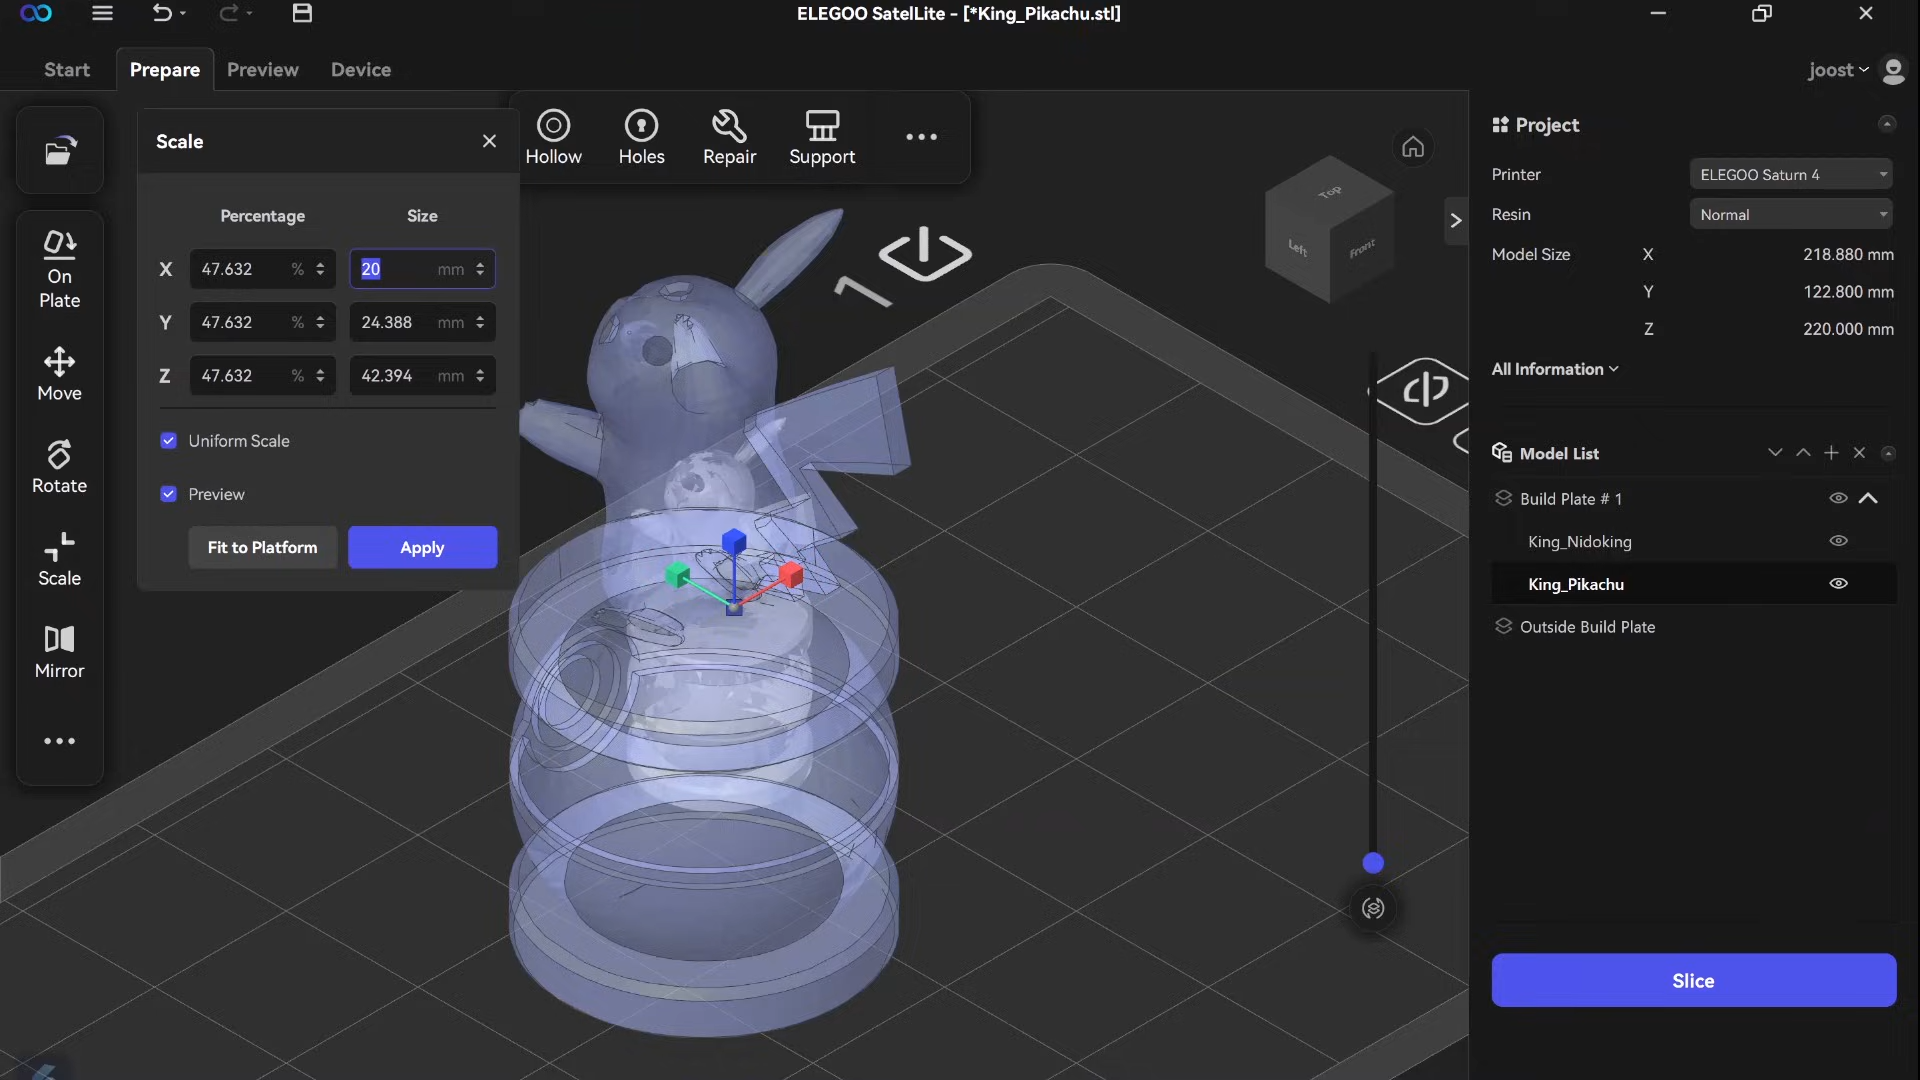 ELEGOO SatelLite - [*King_Pikachu.stl]
Start
Prepare
Preview
Device
joost
Scale
Percentage
Size
X
47.632 %
20 mm
Y
47.632 %
24.388 mm
Z
47.632 %
42.394 mm
Uniform Scale
Preview
Fit to Platform
Apply
On
Plate
Move
Rotate
Scale
Mirror
Hollow
Holes
Repair
Support
Top
Left
Front
Project
Printer
ELEGOO Saturn 4
Resin
Normal
Model Size
X
218.880 mm
Y
122.800 mm
Z
220.000 mm
All Information
Model List
Build Plate # 1
King_Nidoking
King_Pikachu
Outside Build Plate
Slice